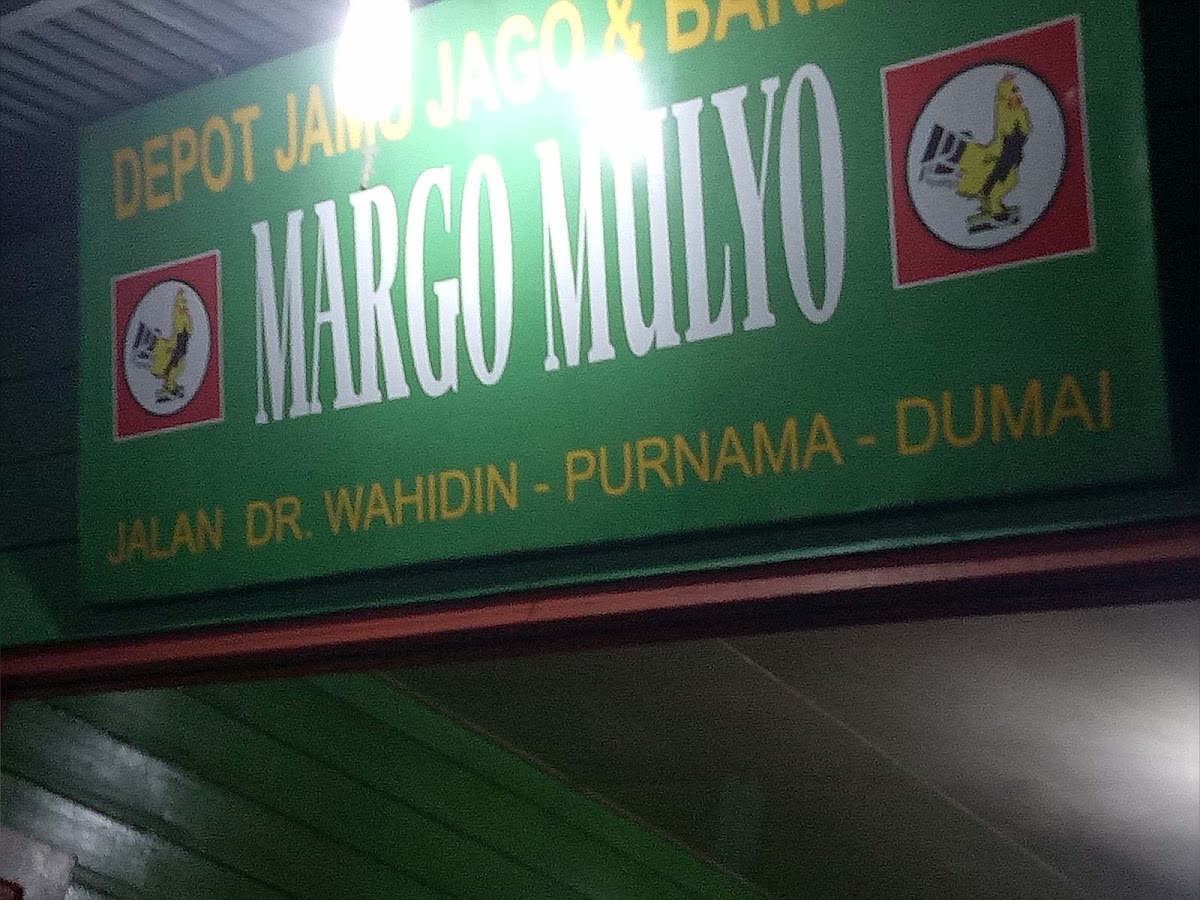 DEPOT JAMU JAGO &
MARGO MULYO
JALAN DR. WAHIDIN - PURNAMA - DUMAI